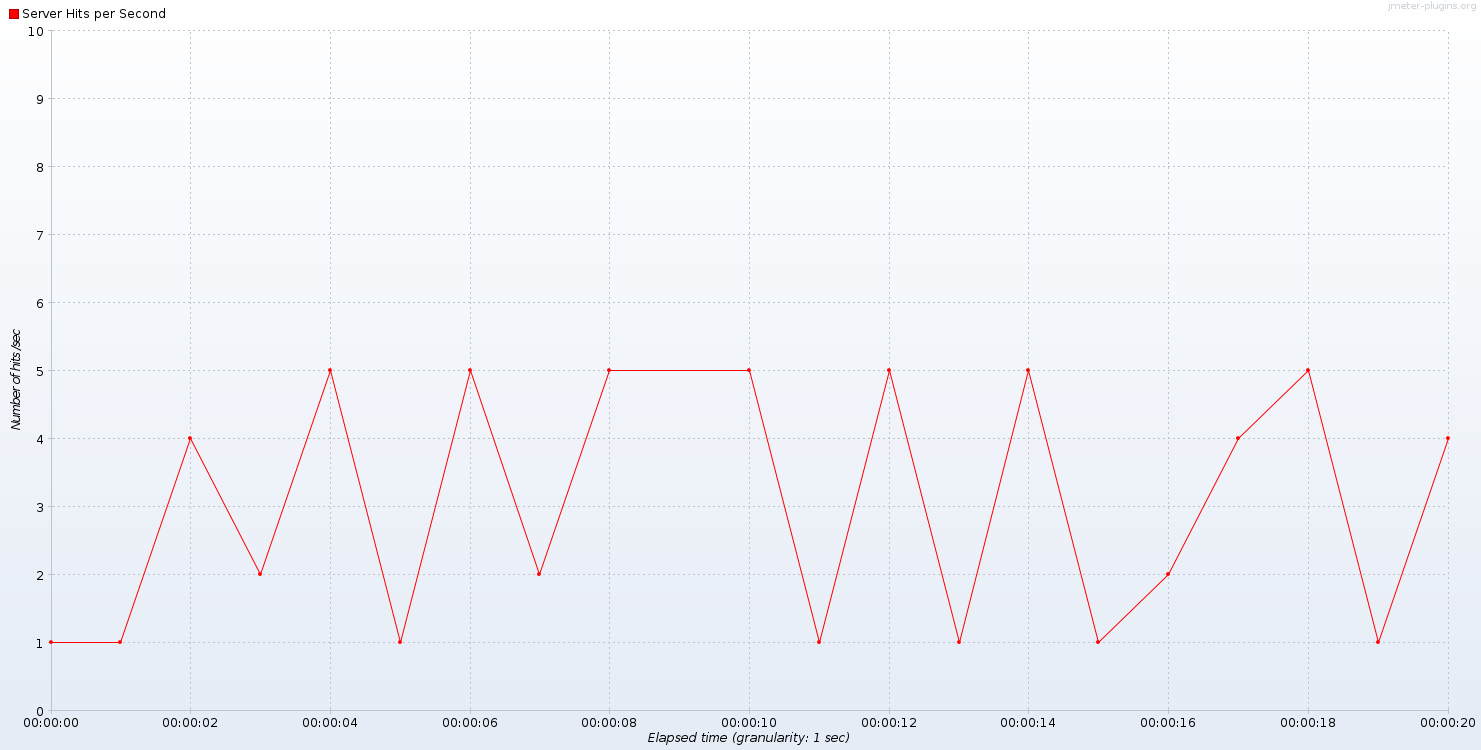 Server Hits per Second
jmeter-plugins.org
10
9
8
7
6
5
4
3
2
1
0
Number of hits /sec
00:00:00 00:00:02 00:00:04 00:00:06 00:00:08 00:00:10 00:00:12 00:00:14 00:00:16 00:00:18 00:00:20
Elapsed time (granularity: 1 sec)